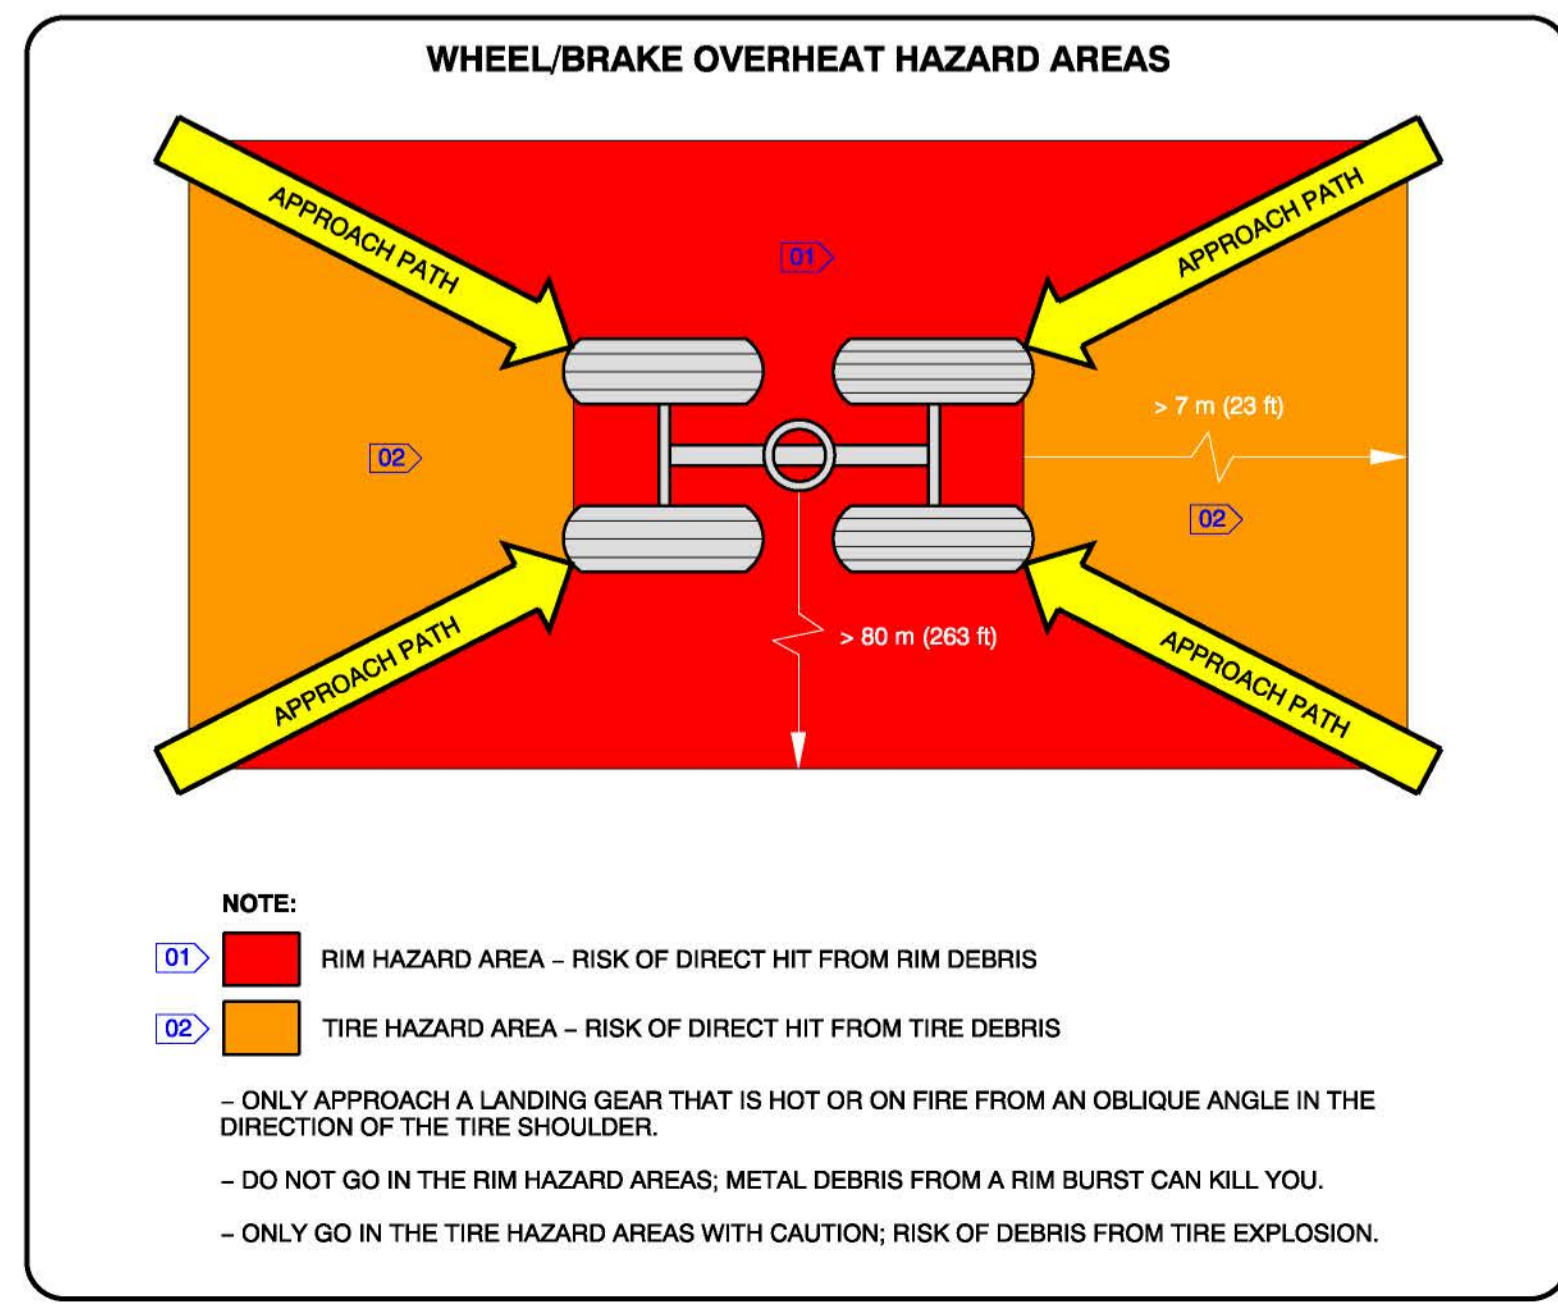 WHEEL/BRAKE OVERHEAT HAZARD AREAS
APPROACH PATH
APPROACH PATH
01
> 7 m (23 ft)
02
02
> 80 m (263 ft)
APPROACH PATH
APPROACH PATH
NOTE:
01 RIM HAZARD AREA – RISK OF DIRECT HIT FROM RIM DEBRIS
02 TIRE HAZARD AREA – RISK OF DIRECT HIT FROM TIRE DEBRIS
– ONLY APPROACH A LANDING GEAR THAT IS HOT OR ON FIRE FROM AN OBLIQUE ANGLE IN THE
DIRECTION OF THE TIRE SHOULDER.
– DO NOT GO IN THE RIM HAZARD AREAS; METAL DEBRIS FROM A RIM BURST CAN KILL YOU.
– ONLY GO IN THE TIRE HAZARD AREAS WITH CAUTION; RISK OF DEBRIS FROM TIRE EXPLOSION.